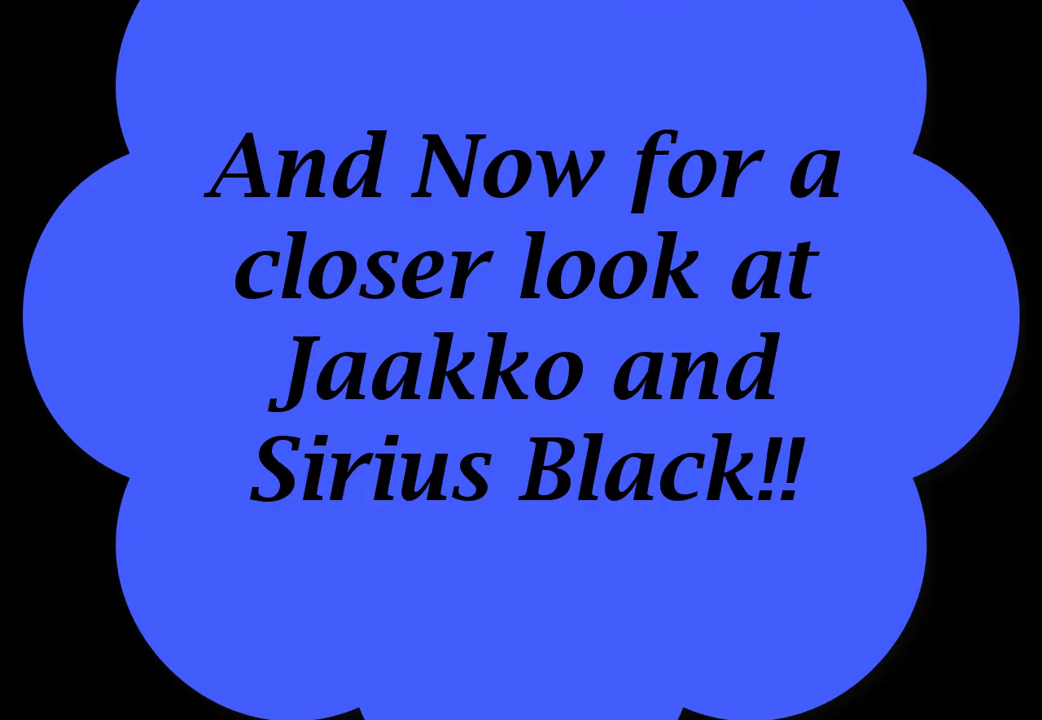 And Now for a
closer look at
Jaakko and
Sirius Black!!